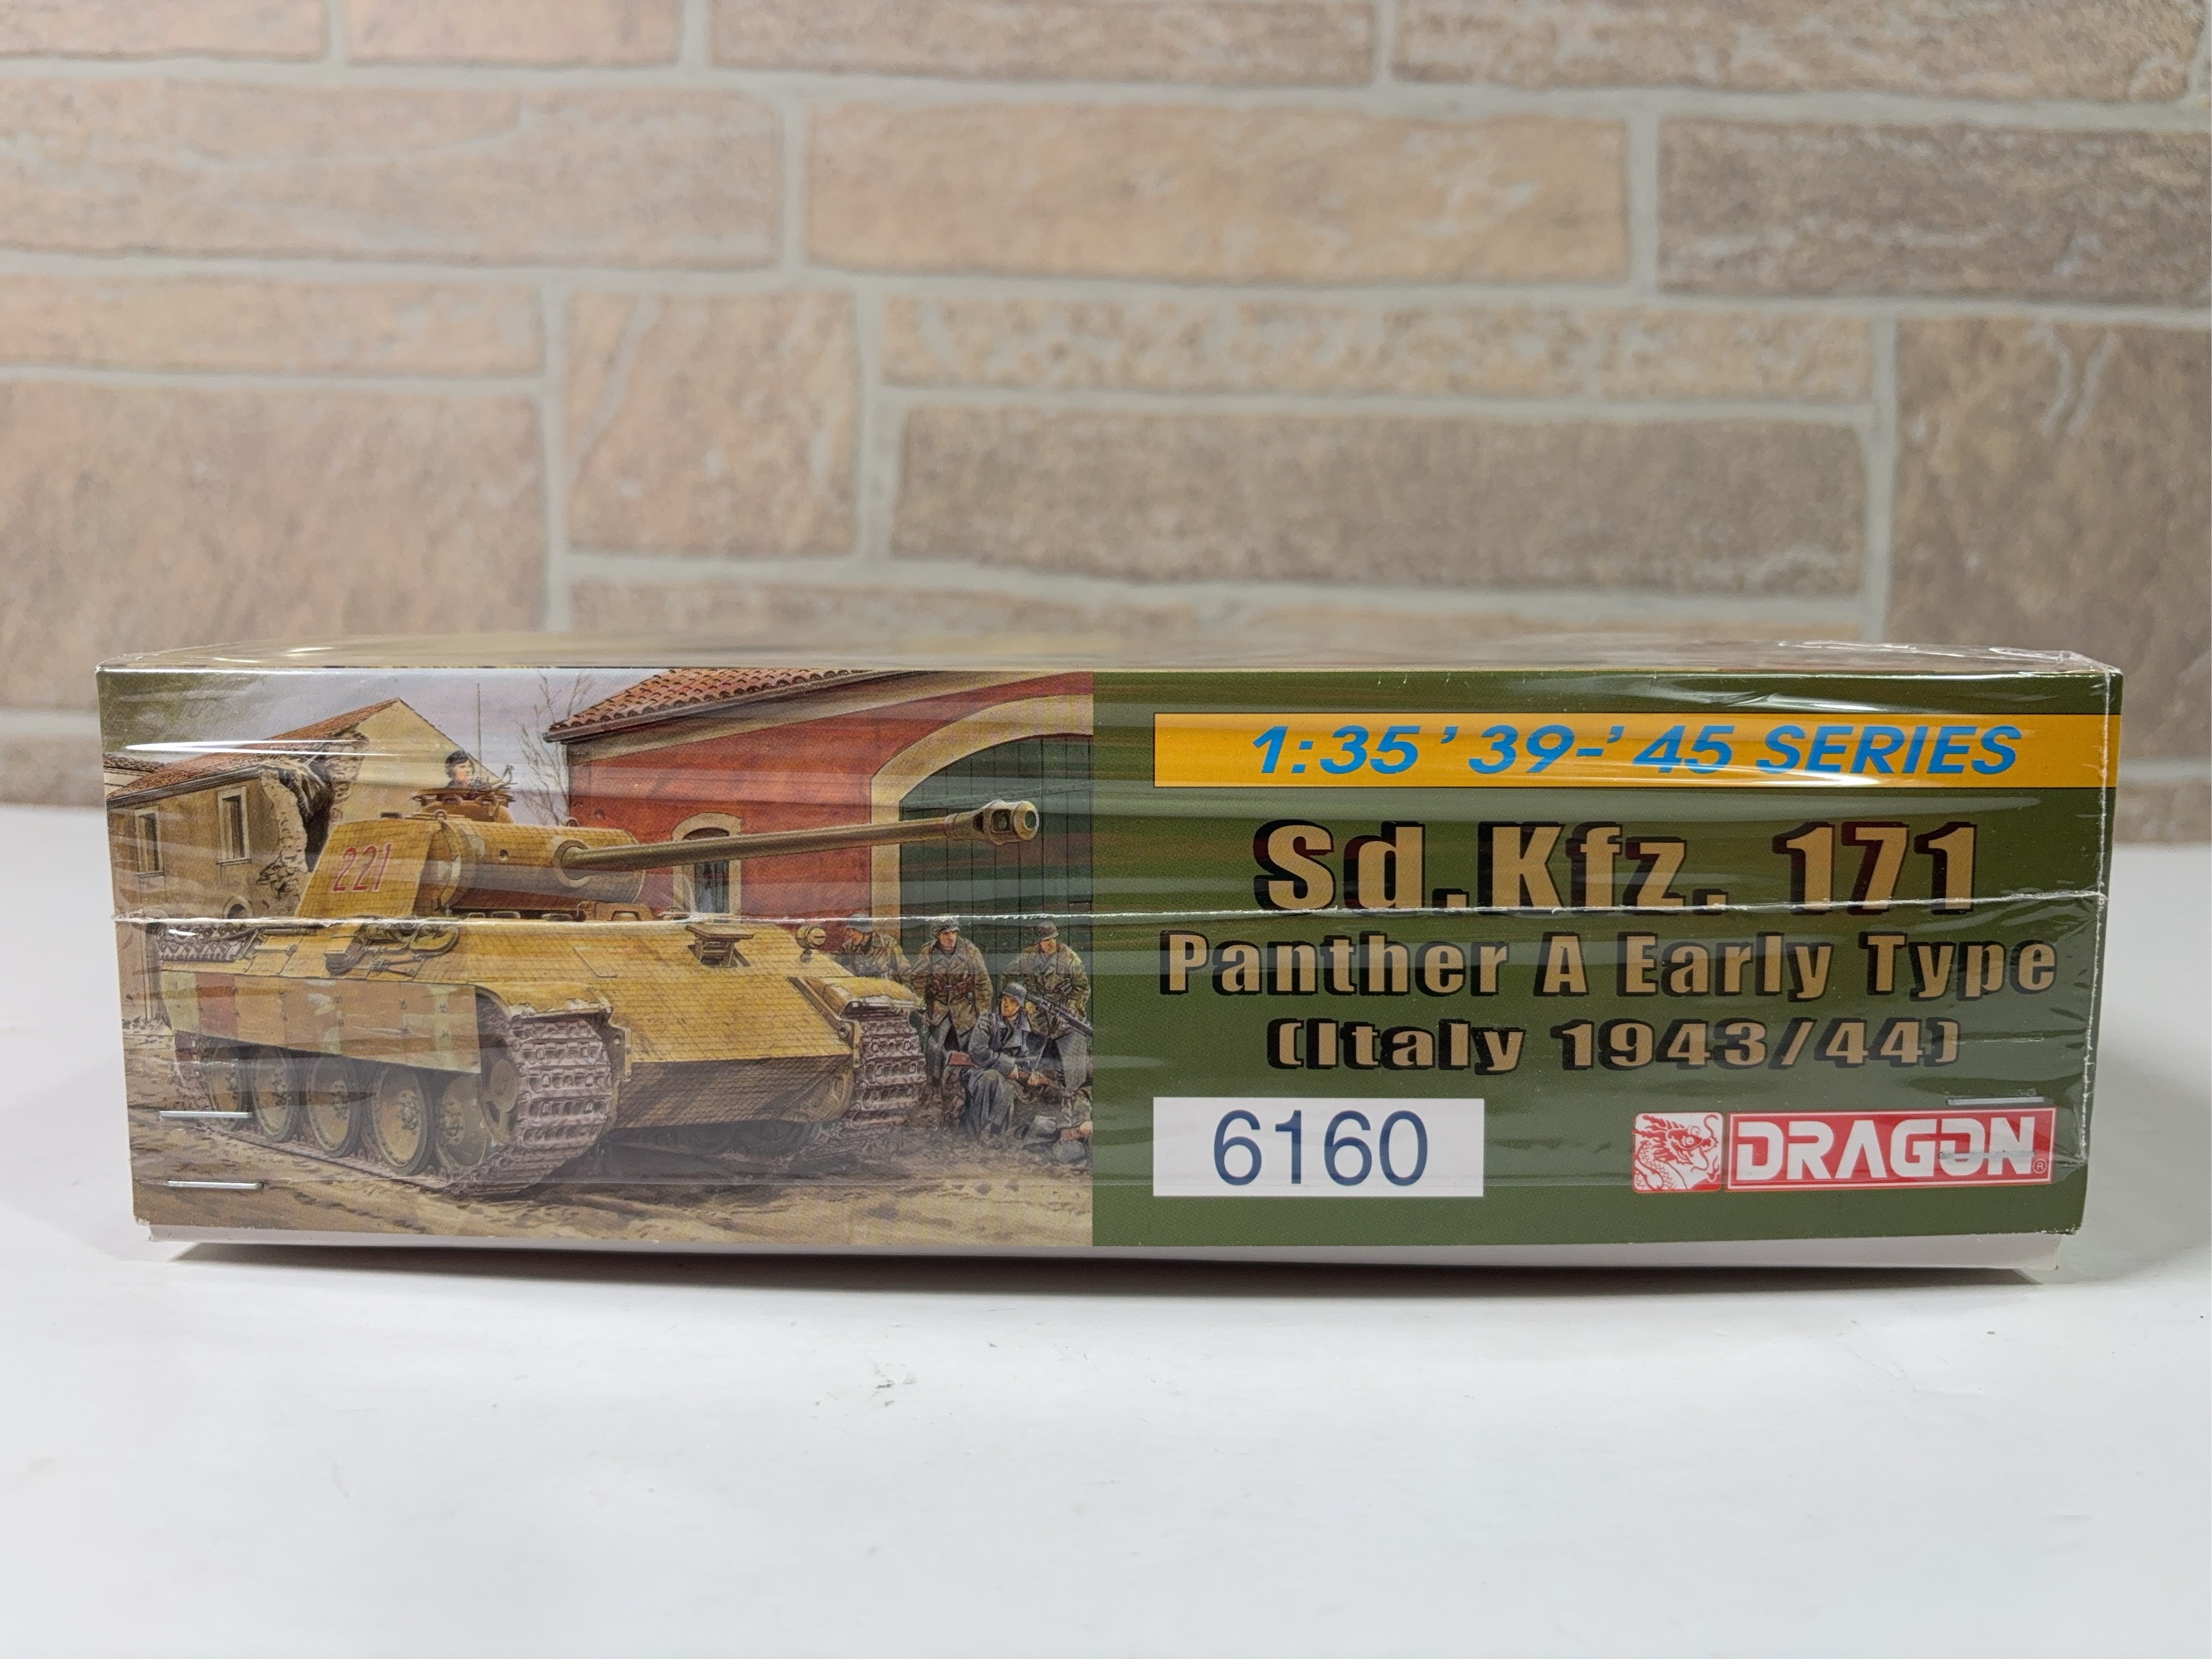 221
1:35 '39-'45 SERIES
Sd.Kfz. 171
Panther A Early Type
(Italy 1943/44)
6160
DRAGON®